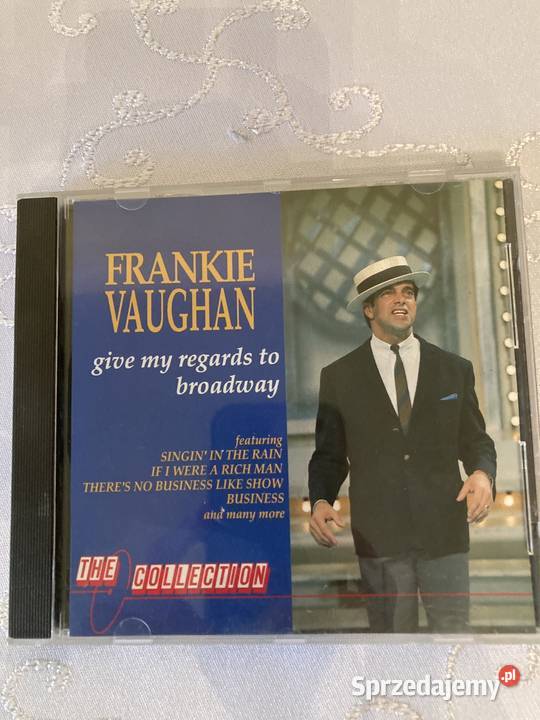 FRANKIE
VAUGHAN
give my regards to
broadway
featuring
SINGIN' IN THE RAIN
IF I WERE A RICH MAN
THERE'S NO BUSINESS LIKE SHOW
BUSINESS
and many more
THE COLLECTION
Sprzedajemy.pl